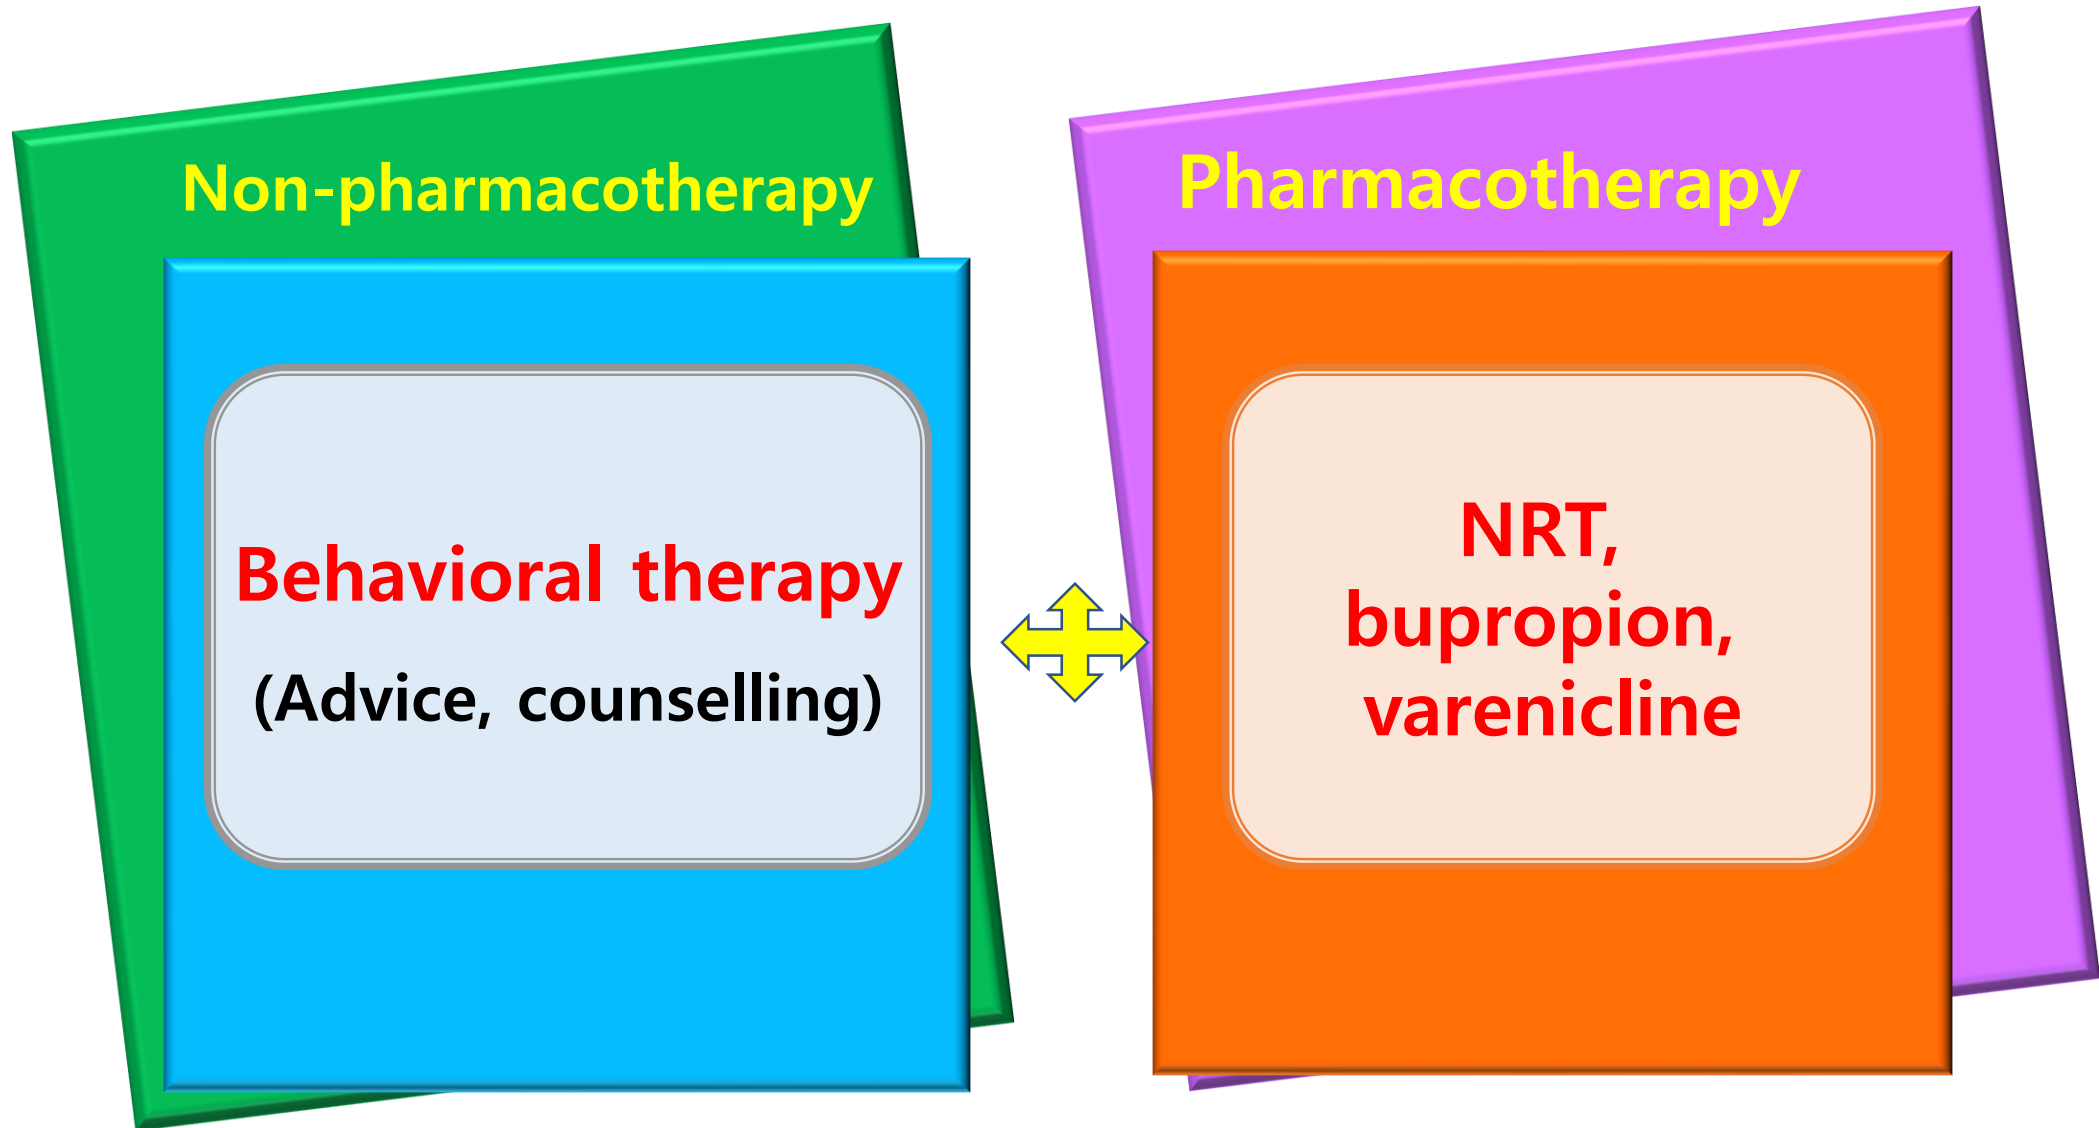 Non-pharmacotherapy
Behavioral therapy
(Advice, counselling)
Pharmacotherapy
NRT,
bupropion,
varenicline